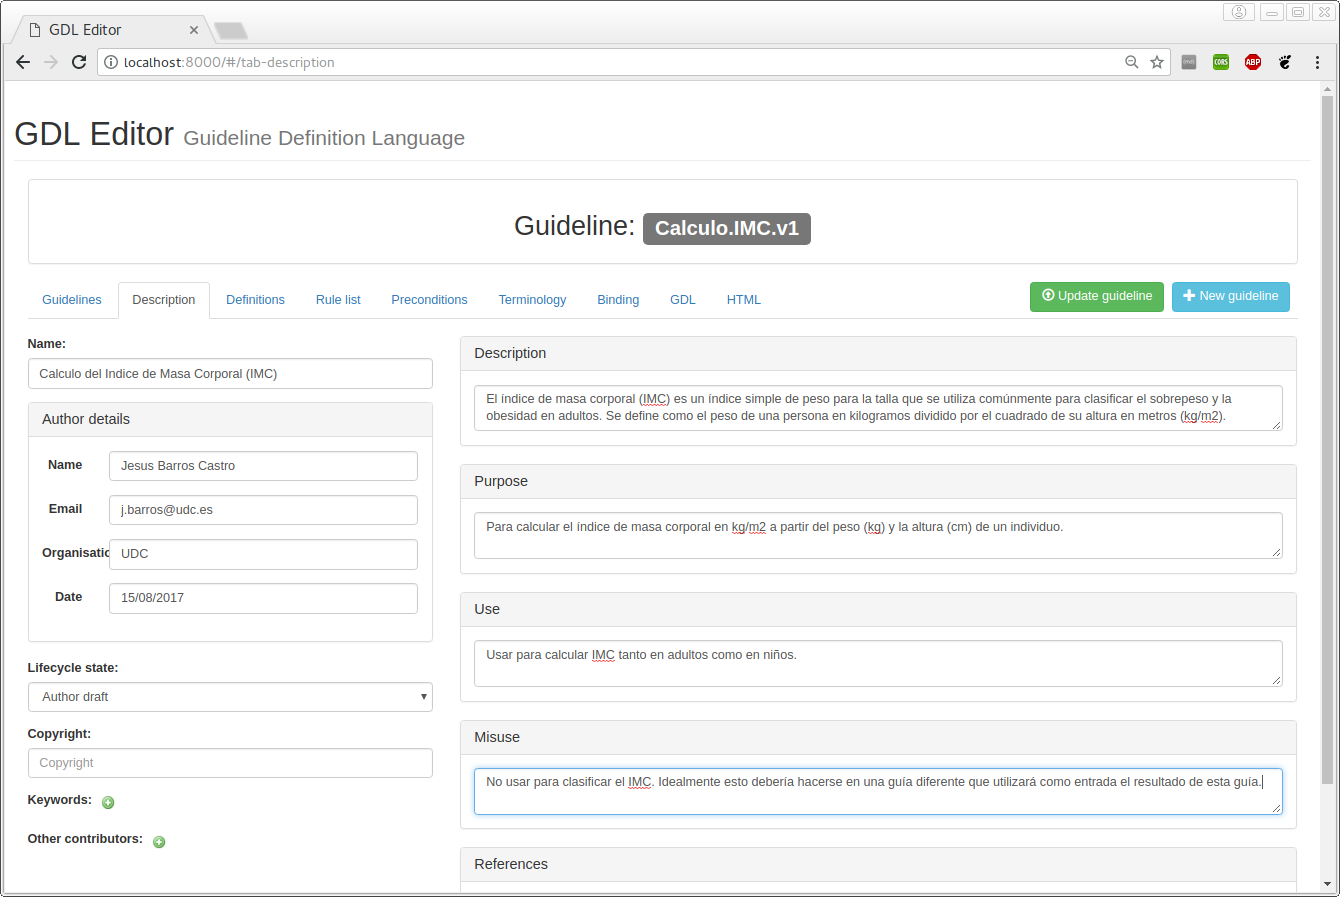 GDL Editor
localhost:8000/#/tab-description
CORS
ABP
GDL Editor Guideline Definition Language
Guideline: Calculo.IMC.v1
Guidelines Description Definitions Rule list Preconditions Terminology Binding GDL HTML Update guideline New guideline
Name:
Calculo del Indice de Masa Corporal (IMC)
Author details
Name Jesus Barros Castro
Email j.barros@udc.es
Organisatio UDC
Date 15/08/2017
Lifecycle state:
Author draft
Copyright:
Copyright
Keywords:
Other contributors:
Description
El índice de masa corporal (IMC) es un índice simple de peso para la talla que se utiliza comúnmente para clasificar el sobrepeso y la
obesidad en adultos. Se define como el peso de una persona en kilogramos dividido por el cuadrado de su altura en metros (kg/m2).
Purpose
Para calcular el índice de masa corporal en kg/m2 a partir del peso (kg) y la altura (cm) de un individuo.
Use
Usar para calcular IMC tanto en adultos como en niños.
Misuse
No usar para clasificar el IMC. Idealmente esto debería hacerse en una guía diferente que utilizará como entrada el resultado de esta guía.
References